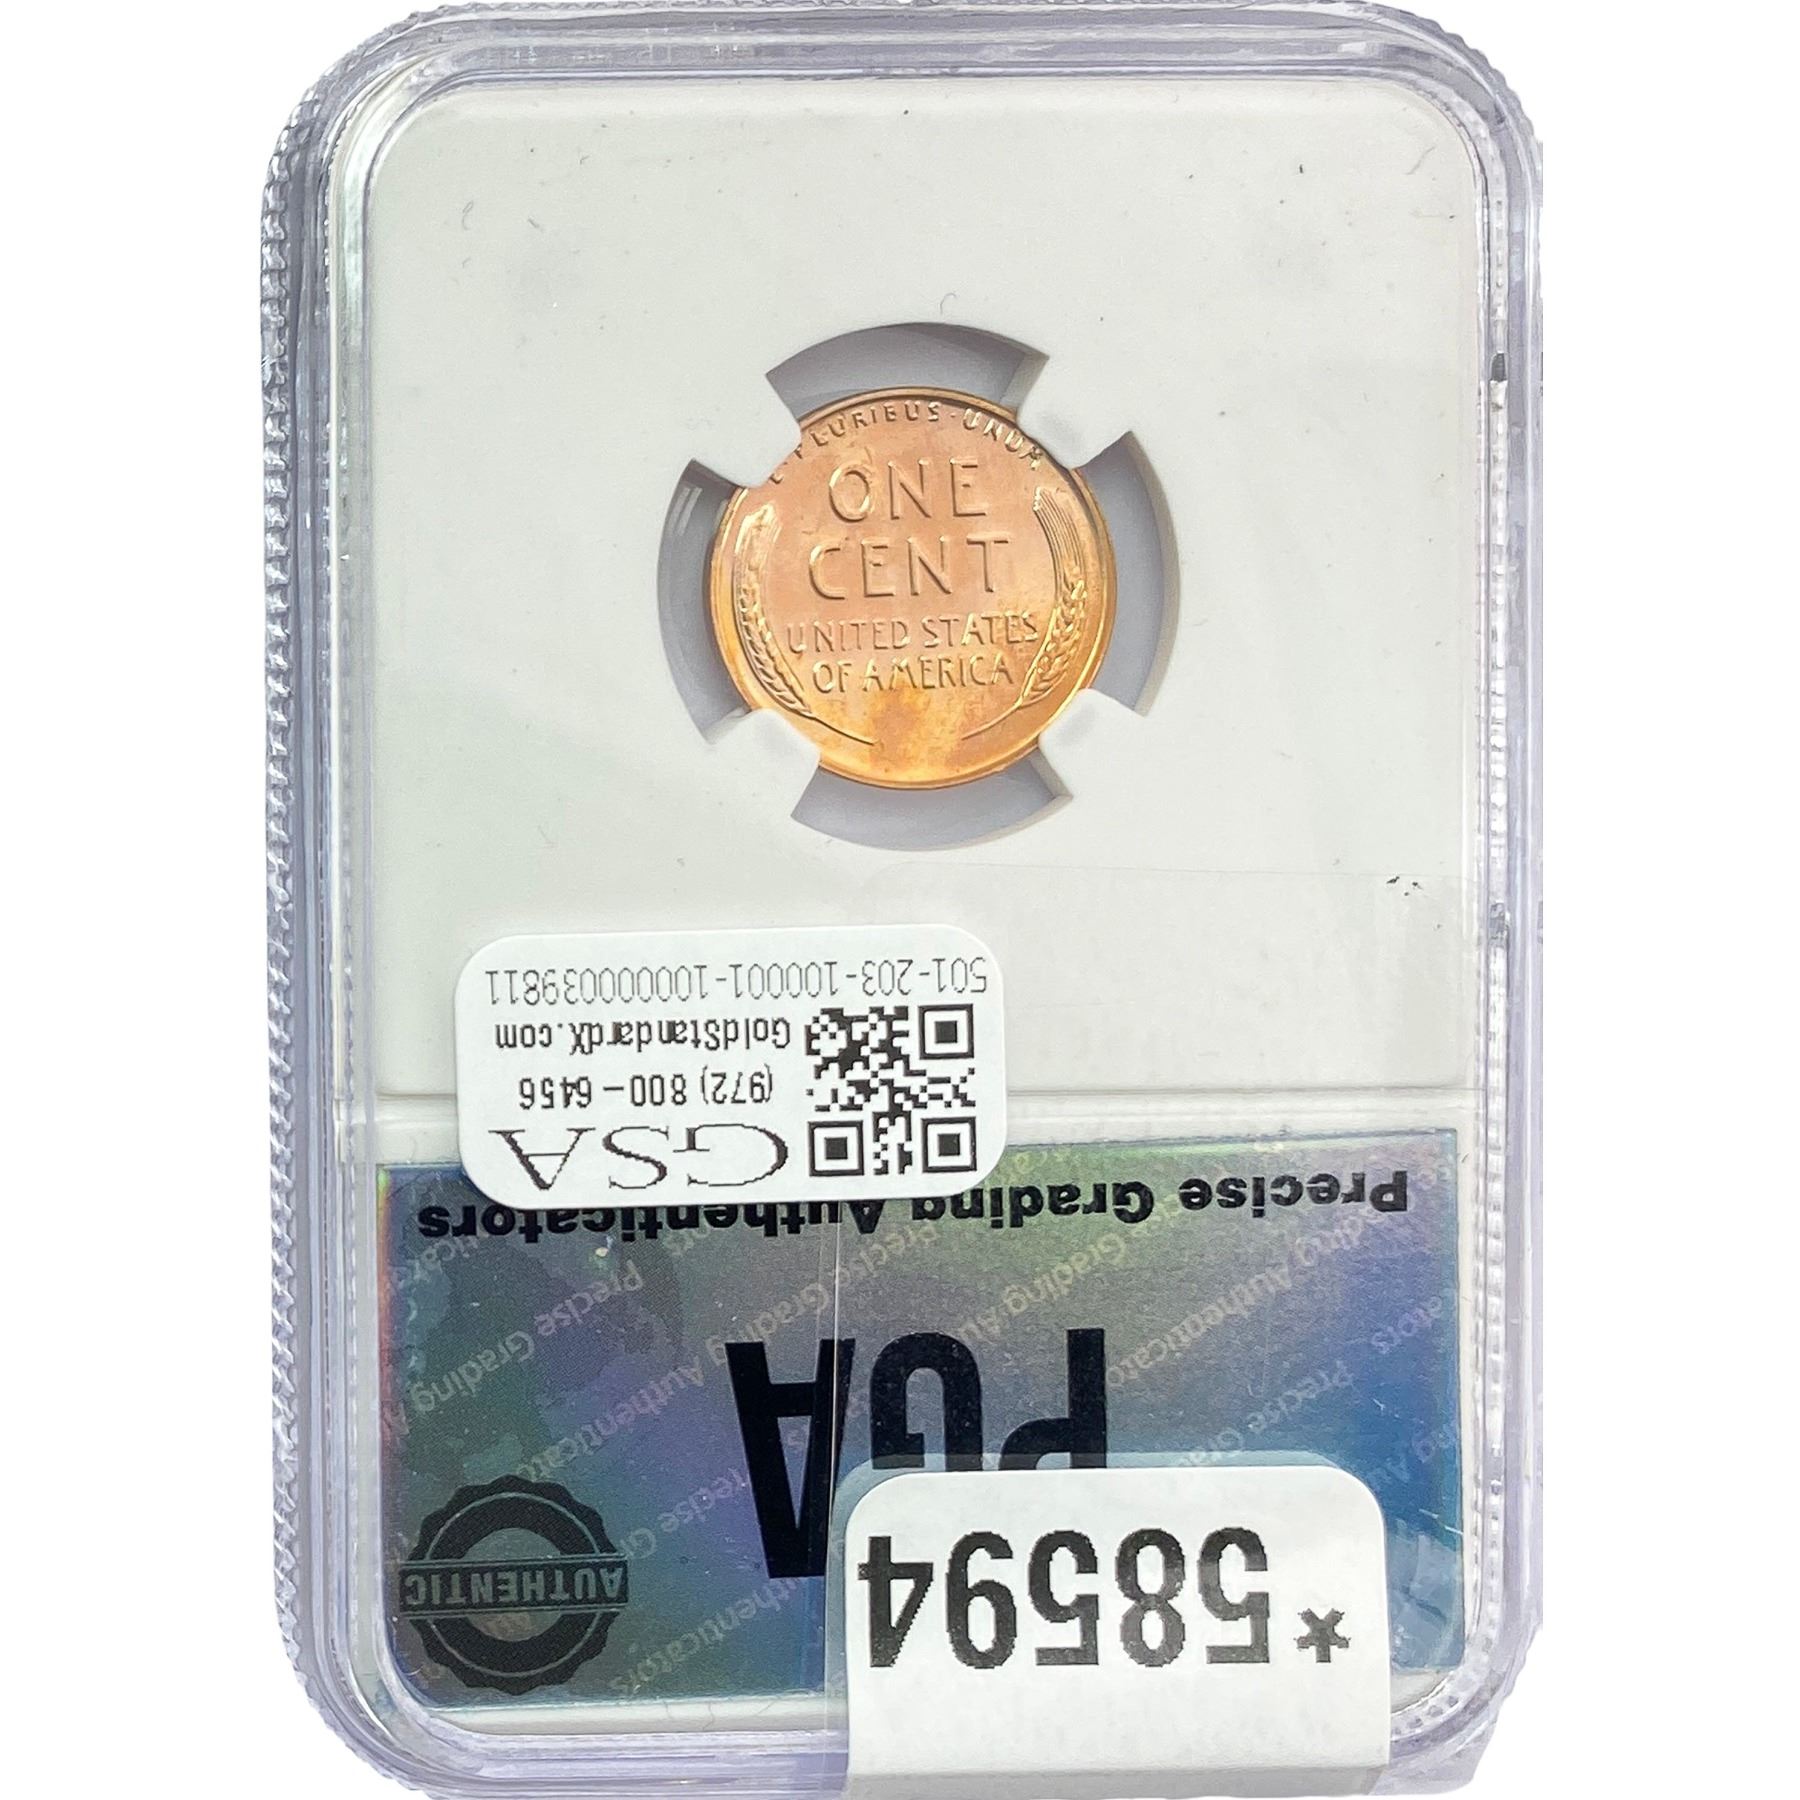 E · PLURIBUS · UNUM
ONE
CENT
UNITED STATES
OF AMERICA
GSA
(972) 800-6456
GoldStandardX.com
501-203-100001-10000039811
*58594
PGA
Precise Grading Authenticators
AUTHENTIC